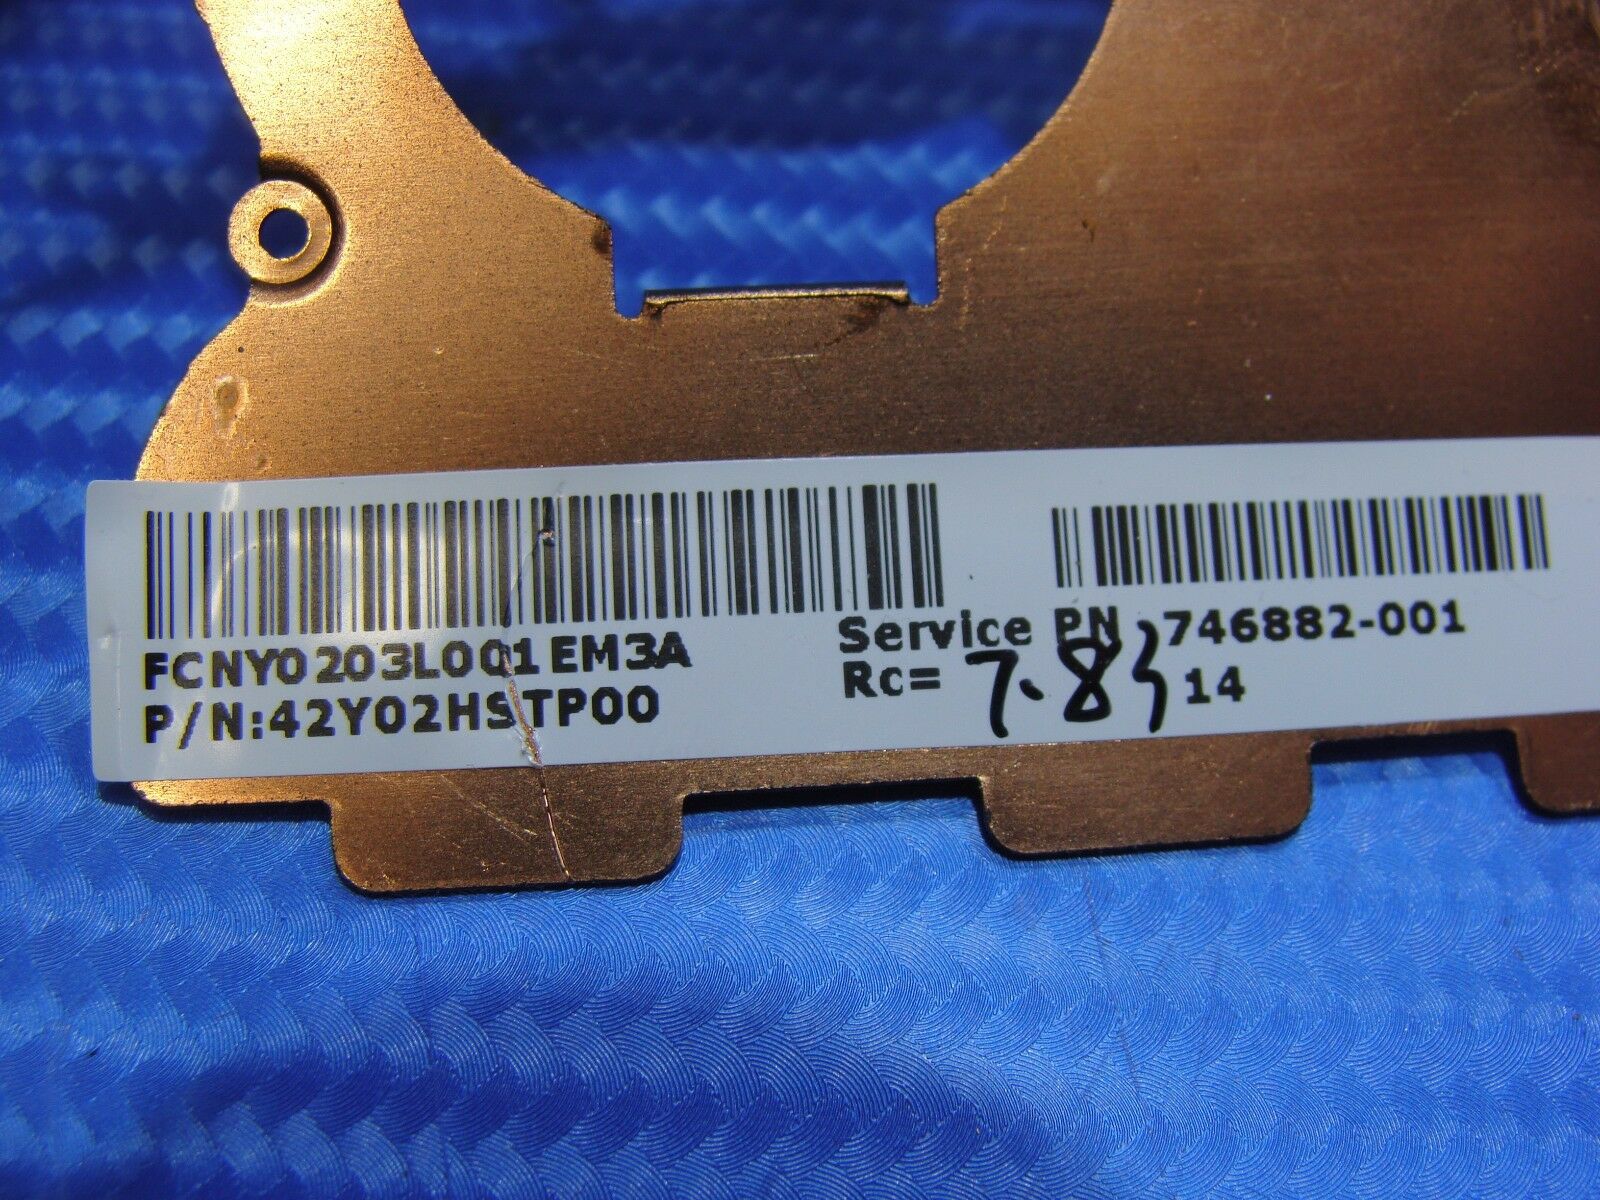 FCNY0203L001EM3A
P/N:42Y02HSTP00
Service PN 746882-001
Rc= 7.83 14